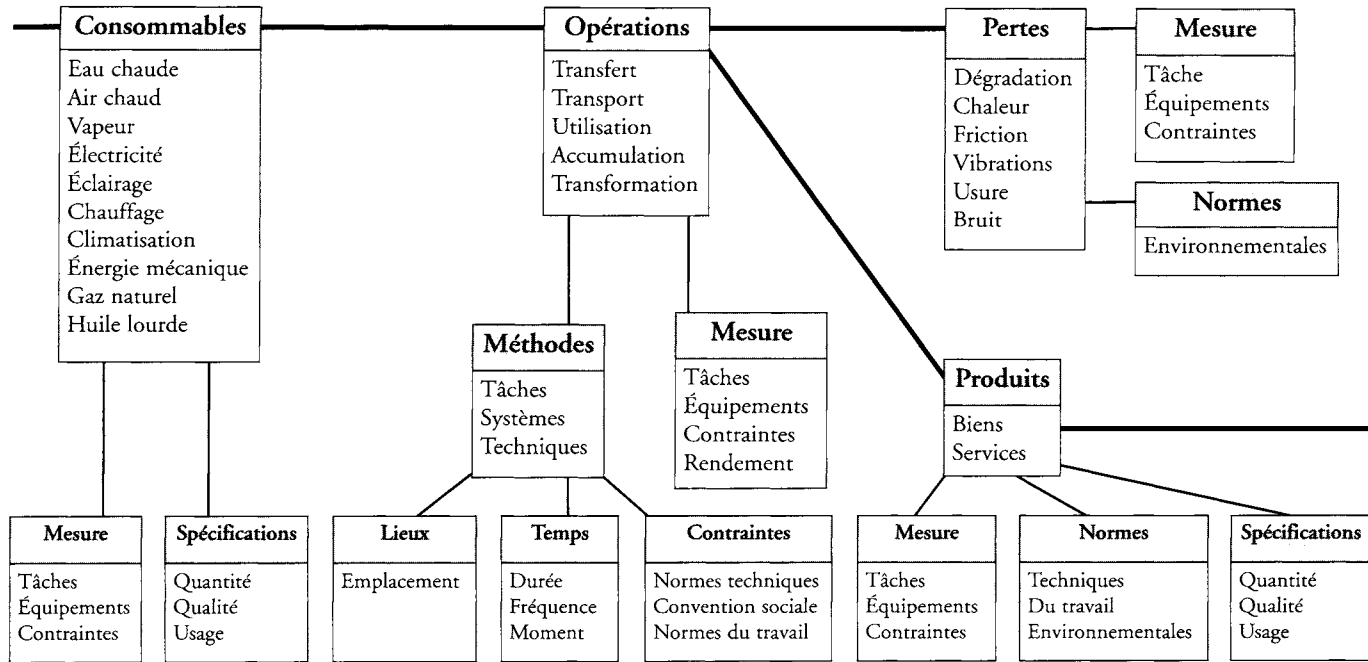 Consommables
Eau chaude
Air chaud
Vapeur
Électricité
Éclairage
Chauffage
Climatisation
Énergie mécanique
Gaz naturel
Huile lourde
Opérations
Transfert
Transport
Utilisation
Accumulation
Transformation
Pertes
Dégradation
Chaleur
Friction
Vibrations
Usure
Bruit
Mesure
Tâche
Équipements
Contraintes
Normes
Environnementales
Méthodes
Tâches
Systèmes
Techniques
Mesure
Tâches
Équipements
Contraintes
Rendement
Produits
Biens
Services
Mesure
Tâches
Équipements
Contraintes
Spécifications
Quantité
Qualité
Usage
Lieux
Emplacement
Temps
Durée
Fréquence
Moment
Contraintes
Normes techniques
Convention sociale
Normes du travail
Mesure
Tâches
Équipements
Contraintes
Normes
Techniques
Du travail
Environnementales
Spécifications
Quantité
Qualité
Usage